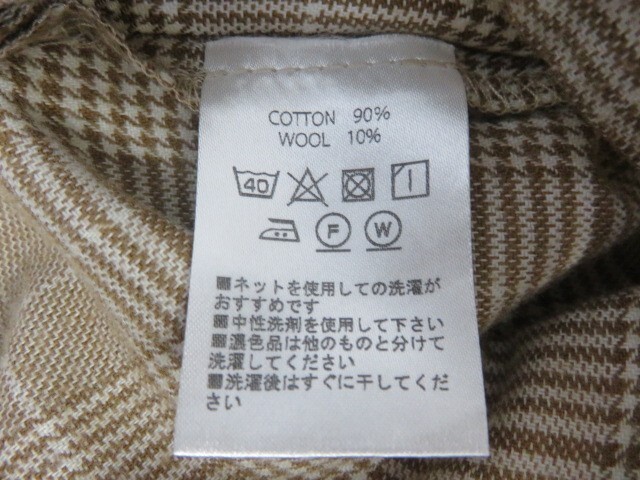 COTTON 90%
WOOL 10%
40
F W
■ネットを使用しての洗濯が
おすすめです
■中性洗剤を使用して下さい
■濃色品は他のものと分けて
洗濯してください
■洗濯後はすぐに干してくだ
さい